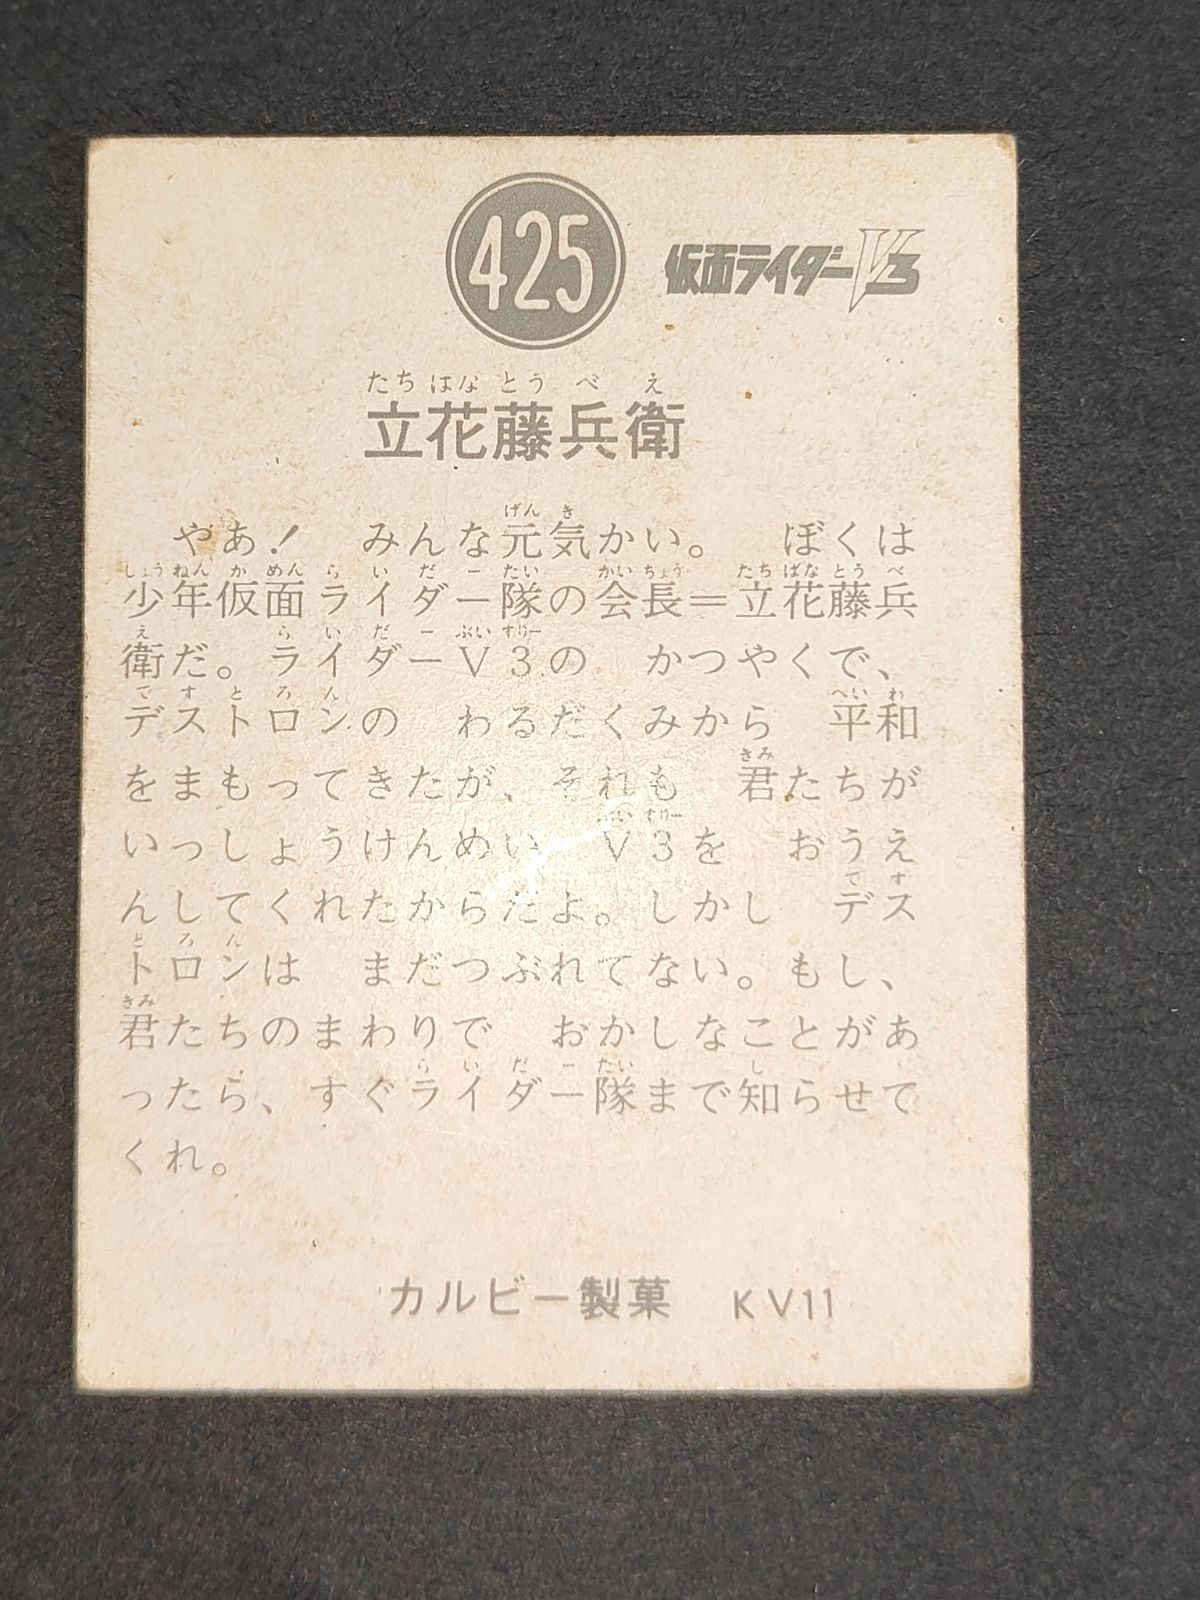 425
仮面ライダーV3
たちばなとうべえ
立花藤兵衛
げんき
やあ！ みんな元気かい。 ぼくは
しょうねんかめんらいだーたい かいちょう たちばなとうべ
少年仮面ライダー隊の会長＝立花藤兵
え らいだーぶいすりー
衛だ。ライダーV3の かつやくで、
ですとろん へいわ
デストロンの わるだくみから 平和
きみ
をまもってきたが、それも 君たちが
ぶいすりー
いっしょうけんめい V3を おうえ
です
んしてくれたからだよ。しかし デス
とろん
トロンは まだつぶれてない。もし、
きみ
君たちのまわりで おかしなことがあ
らいだーたい し
ったら、すぐライダー隊まで知らせて
くれ。
カルビー製菓 KV11